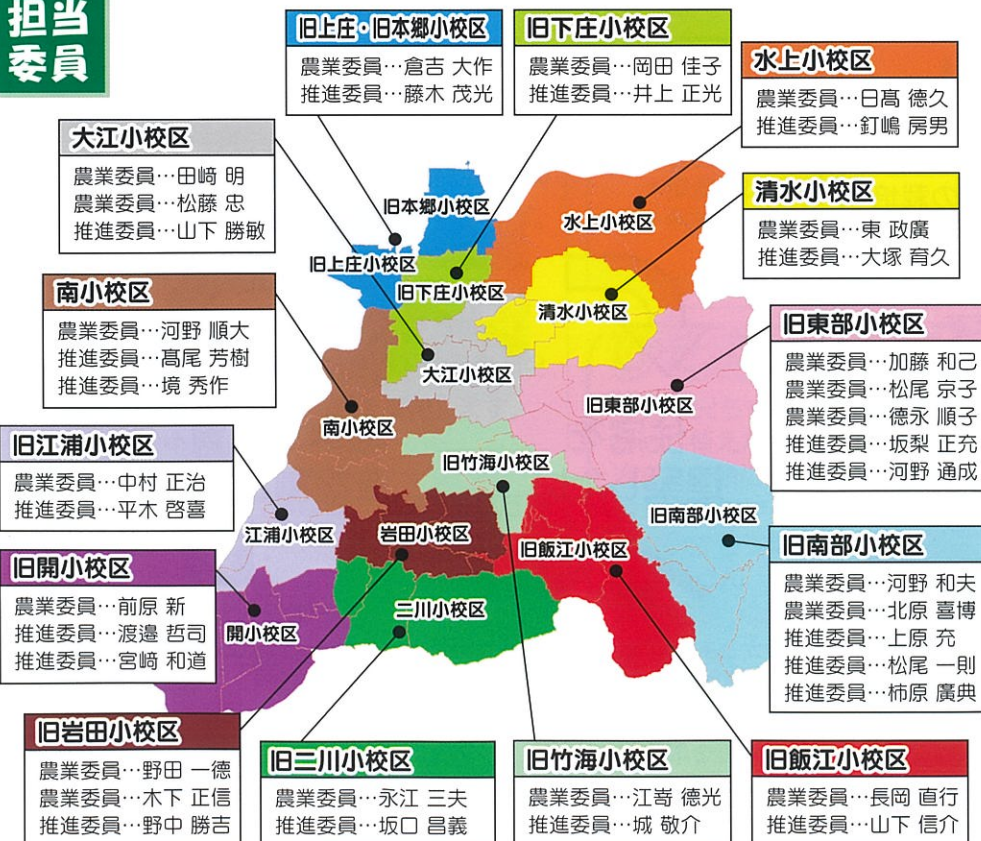 担当
委員
旧上庄・旧本郷小校区
農業委員…倉吉 大作
推進委員…藤木 茂光
旧下庄小校区
農業委員…岡田 佳子
推進委員…井上 正光
水上小校区
農業委員…日髙 德久
推進委員…釘嶋 房男
大江小校区
農業委員…田﨑 明
農業委員…松藤 忠
推進委員…山下 勝敏
清水小校区
農業委員…東 政廣
推進委員…大塚 育久
南小校区
農業委員…河野 順大
推進委員…髙尾 芳樹
推進委員…境 秀作
旧東部小校区
農業委員…加藤 和己
農業委員…松尾 京子
農業委員…德永 順子
推進委員…坂梨 正充
推進委員…河野 通成
旧江浦小校区
農業委員…中村 正治
推進委員…平木 啓喜
旧南部小校区
農業委員…河野 和夫
農業委員…北原 喜博
推進委員…上原 充
推進委員…松尾 一則
推進委員…柿原 廣典
旧開小校区
農業委員…前原 新
推進委員…渡邉 哲司
推進委員…宮﨑 和道
旧岩田小校区
農業委員…野田 一德
農業委員…木下 正信
推進委員…野中 勝吉
旧二川小校区
農業委員…永江 三夫
推進委員…坂口 昌義
旧竹海小校区
農業委員…江嵜 德光
推進委員…城 敬介
旧飯江小校区
農業委員…長岡 直行
推進委員…山下 信介
旧本郷小校区
水上小校区
旧上庄小校区
旧下庄小校区
清水小校区
大江小校区
旧東部小校区
南小校区
旧竹海小校区
旧南部小校区
江浦小校区
岩田小校区
旧飯江小校区
二川小校区
開小校区